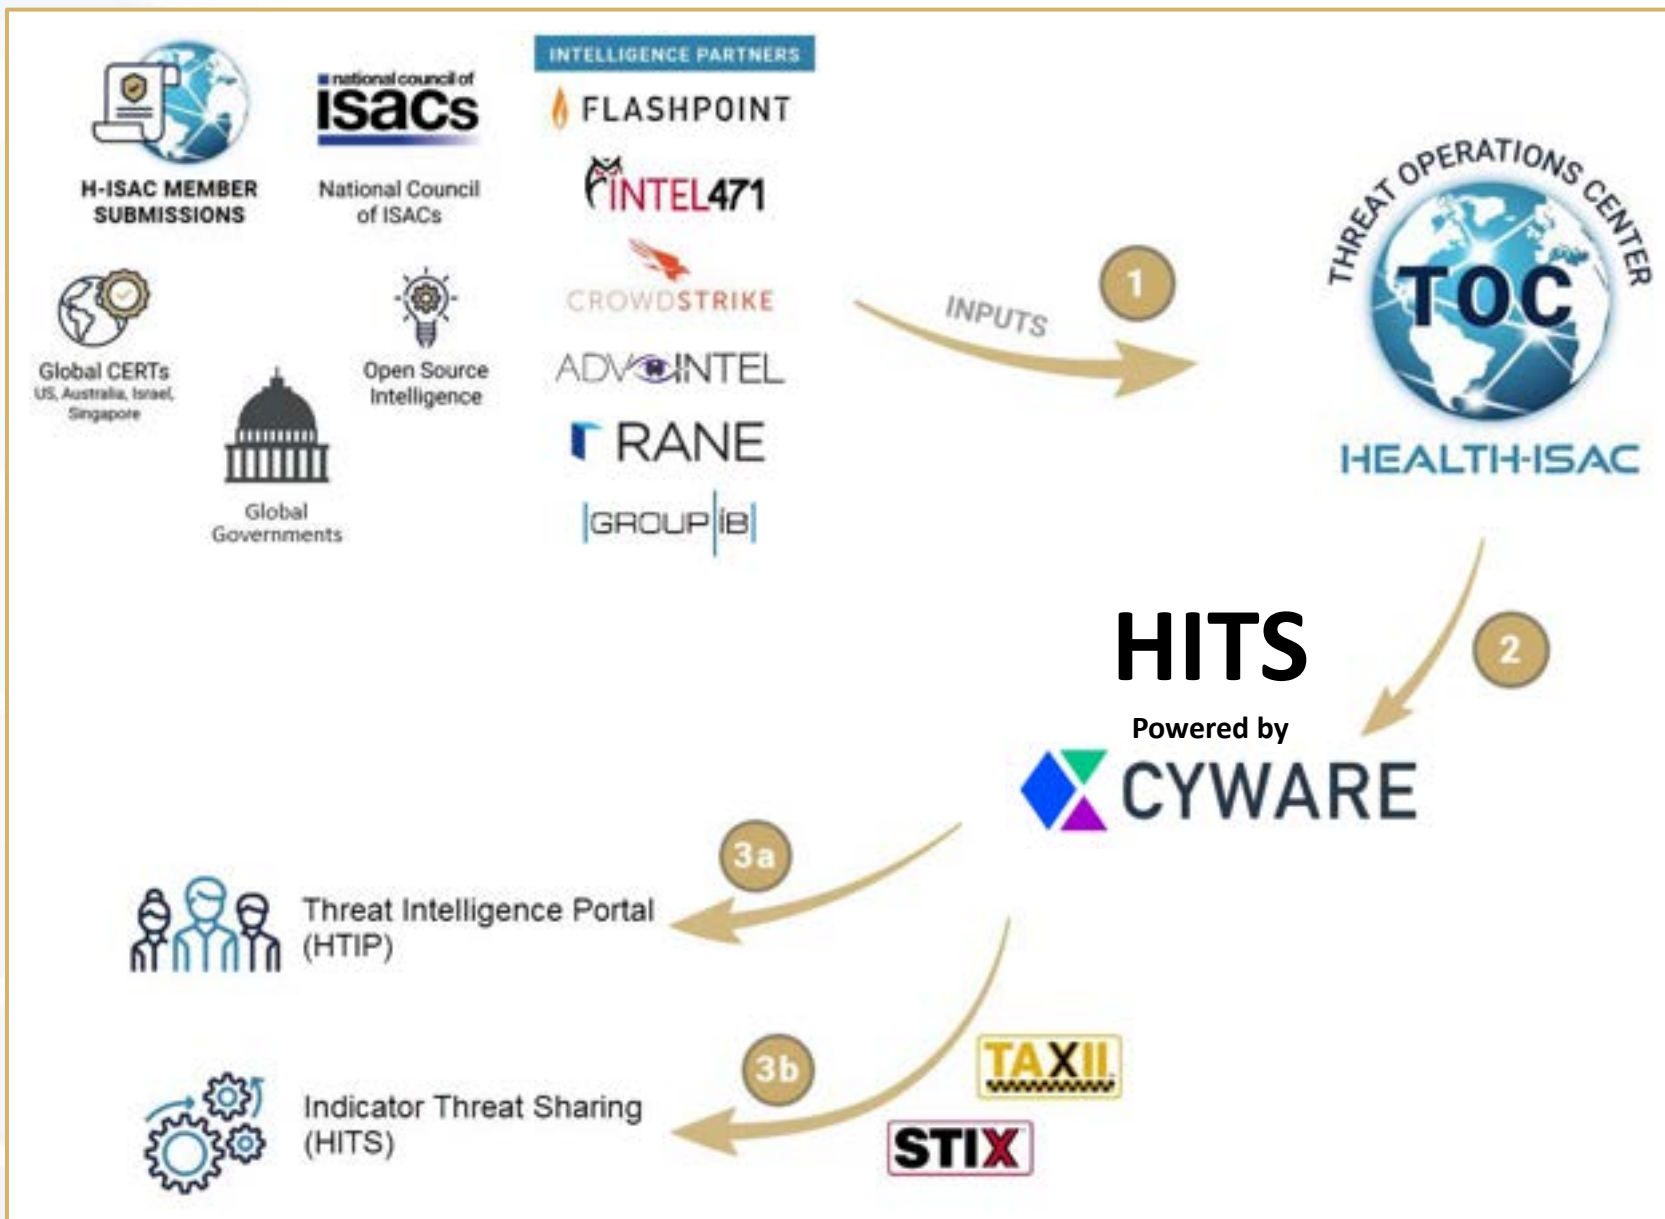 H-ISAC MEMBER
SUBMISSIONS
national council of
isacs
National Council
of ISACs
Global CERTs
US, Australia, Israel,
Singapore
Open Source
Intelligence
Global
Governments
INTELLIGENCE PARTNERS
FLASHPOINT
INTEL471
CROWDSTRIKE
ADVINTEL
RANE
GROUP iB
INPUTS
1
THREAT OPERATIONS CENTER
TOC
HEALTH-ISAC
2
HITS
Powered by
CYWARE
3a
Threat Intelligence Portal
(HTIP)
3b
Indicator Threat Sharing
(HITS)
TAXII
STIX